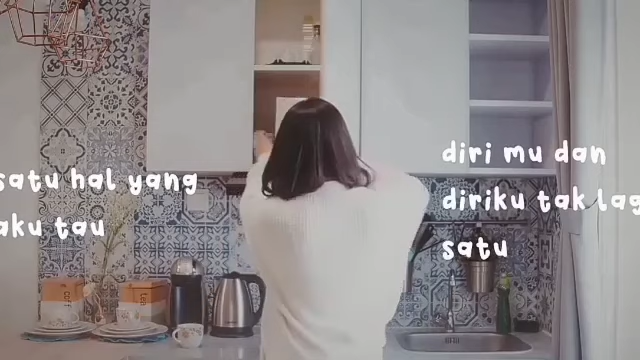 satu hal yang
aku tau
diri mu dan
diriku tak lag
satu